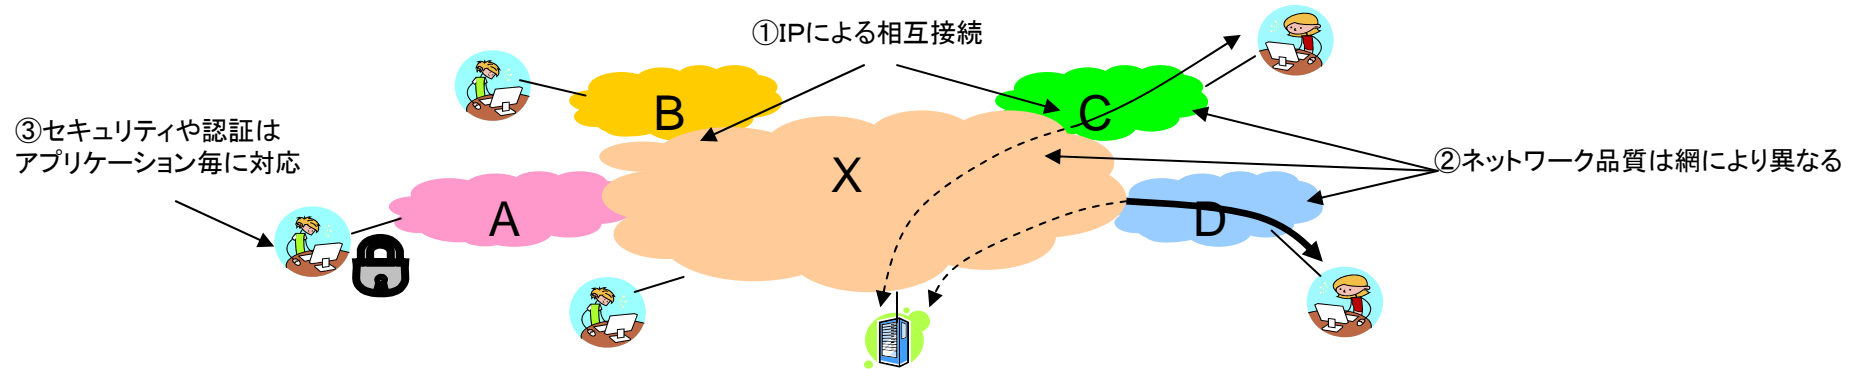 ①IPによる相互接続
B
C
③セキュリティや認証は
アプリケーション毎に対応
X
②ネットワーク品質は網により異なる
A
D